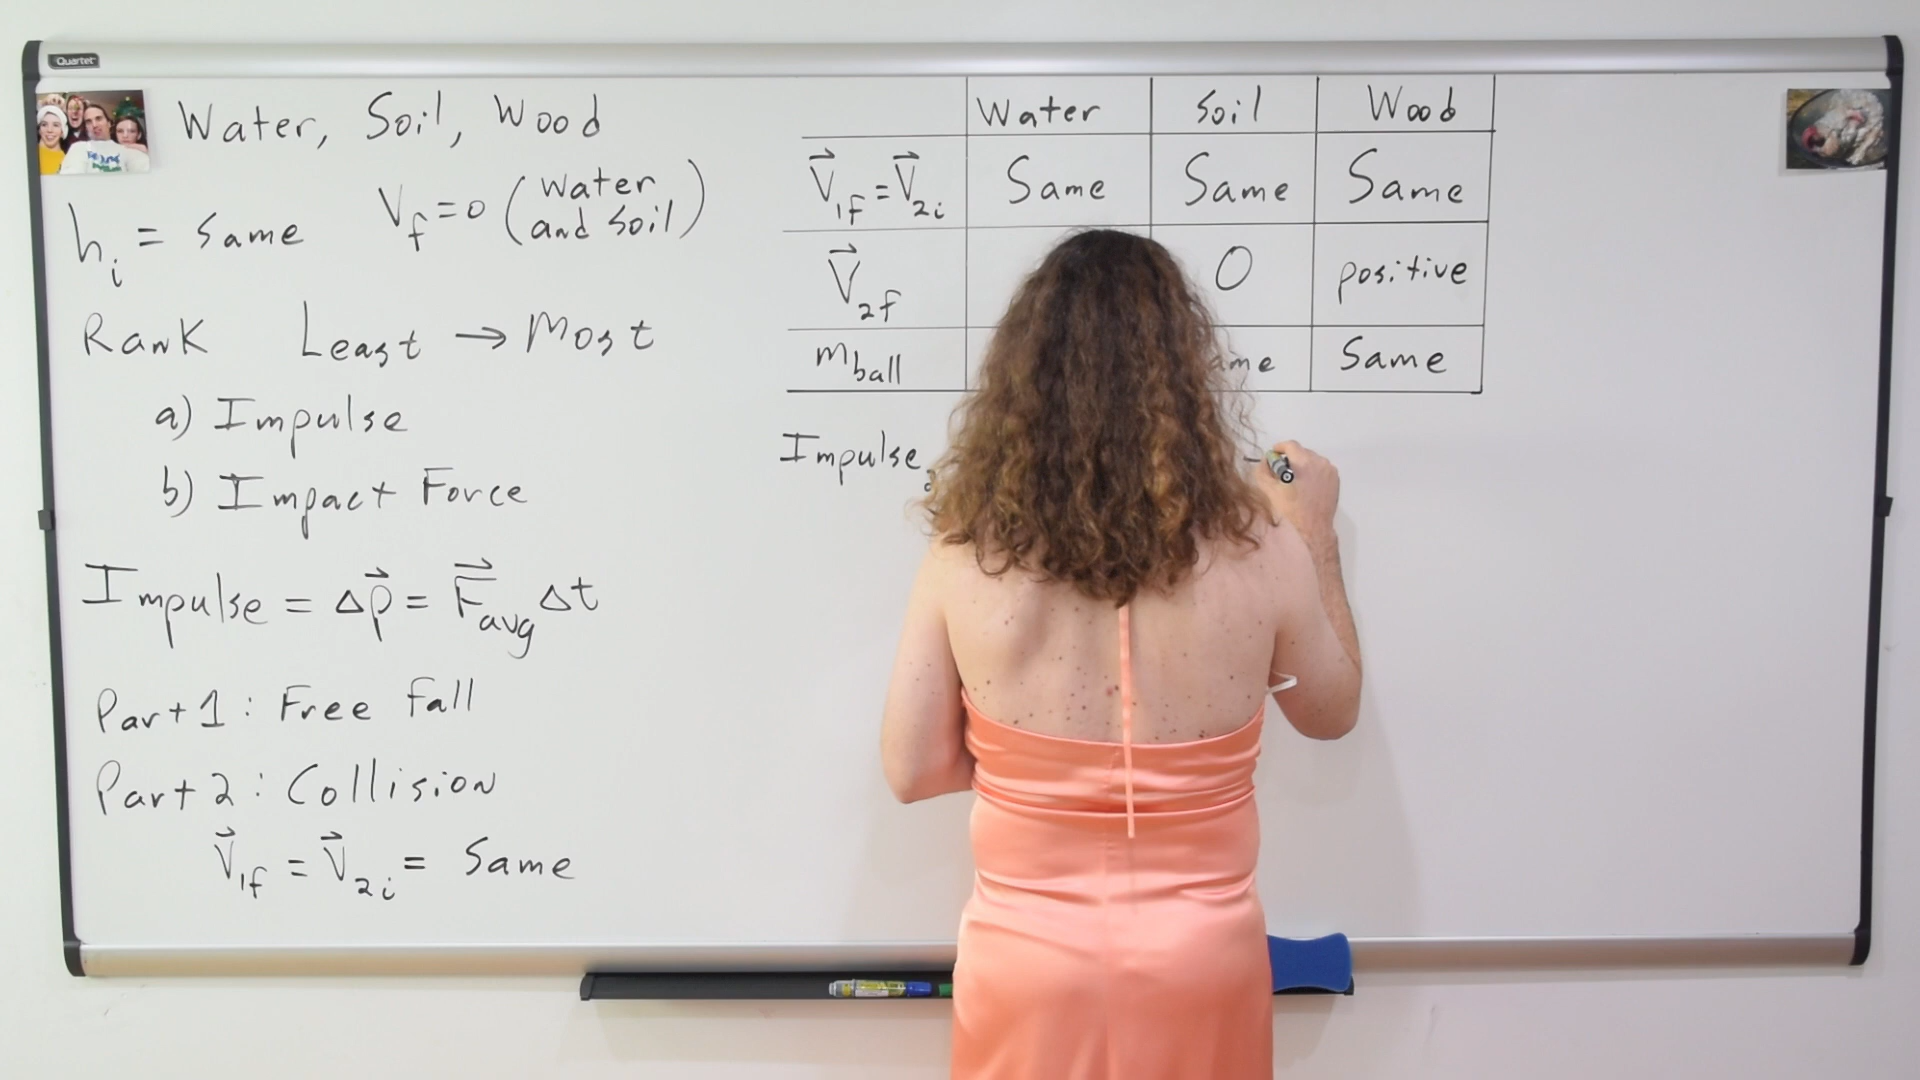 Quartet
Water, Soil, Wood
h_i = same V_f = 0 (water and soil)
Rank Least → Most
a) Impulse
b) Impact Force
Impulse = Δp⃗ = F⃗_avg Δt
Part 1: Free Fall
Part 2: Collision
V⃗_1f = V⃗_2i = Same
Water Soil Wood
V⃗_1f = V⃗_2i Same Same Same
V⃗_2f 0 positive
m_ball ame Same
Impulse